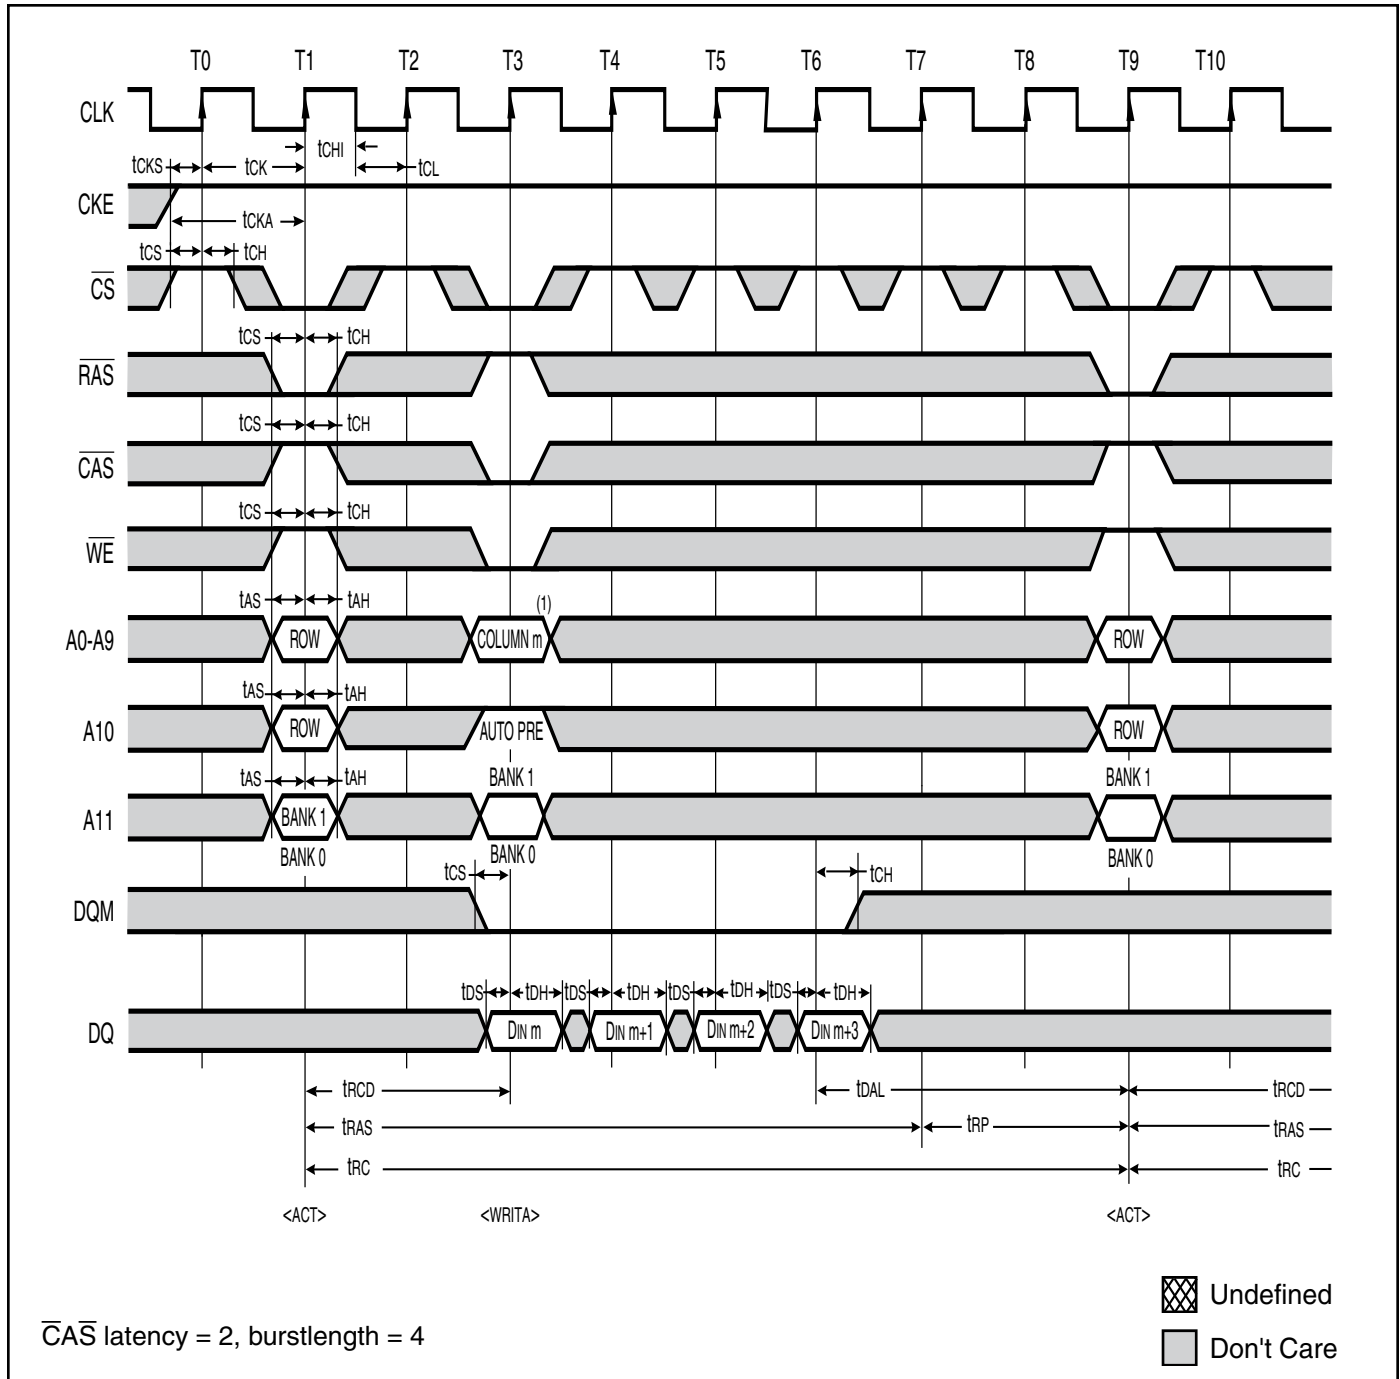 T0 T1 T2 T3 T4 T5 T6 T7 T8 T9 T10
CLK
tCHI
tCKS tCK tCL
CKE
tCKA
tCS tCH
CS
tCS tCH
RAS
tCS tCH
CAS
tCS tCH
WE
tAS tAH (1)
A0-A9 ROW COLUMN m ROW
tAS tAH
A10 ROW AUTO PRE ROW
tAS tAH BANK 1 BANK 1
A11 BANK 1
BANK 0 BANK 0 BANK 0
tCS tCH
DQM
tDS tDH tDS tDH tDS tDH tDS tDH
DQ DIN m DIN m+1 DIN m+2 DIN m+3
tRCD tDAL tRCD
tRAS tRP tRAS
tRC tRC
<ACT> <WRITA> <ACT>
Undefined
CAS latency = 2, burstlength = 4
Don't Care